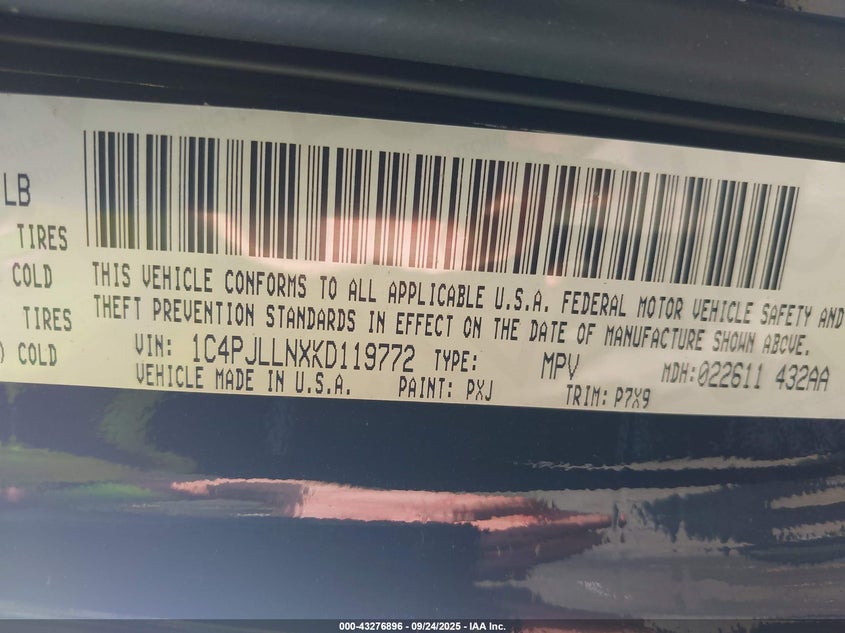 LB
TIRES
COLD
TIRES
) COLD
THIS VEHICLE CONFORMS TO ALL APPLICABLE U.S.A. FEDERAL MOTOR VEHICLE SAFETY AND
THEFT PREVENTION STANDARDS IN EFFECT ON THE DATE OF MANUFACTURE SHOWN ABOVE.
VIN: 1C4PJLLNXKD119772 TYPE: MPV MDH: 022611 432AA
VEHICLE MADE IN U.S.A. PAINT: PXJ TRIM: P7X9
000-43276896 - 09/24/2025 - IAA Inc.